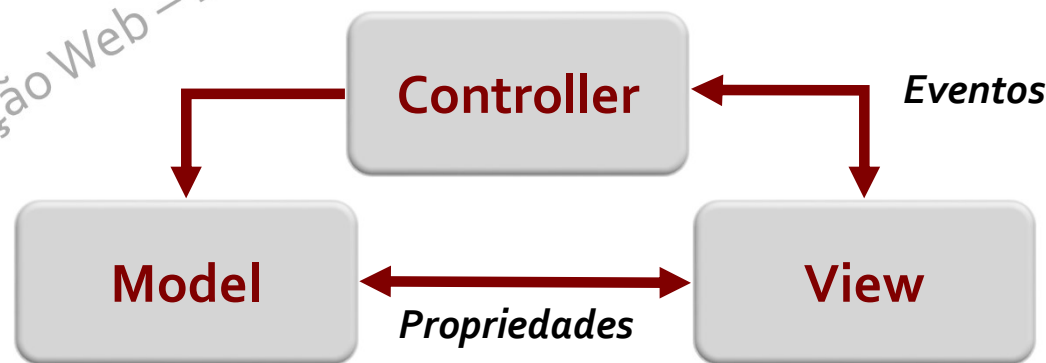 ção Web –
Controller
Eventos
Model
View
Propriedades